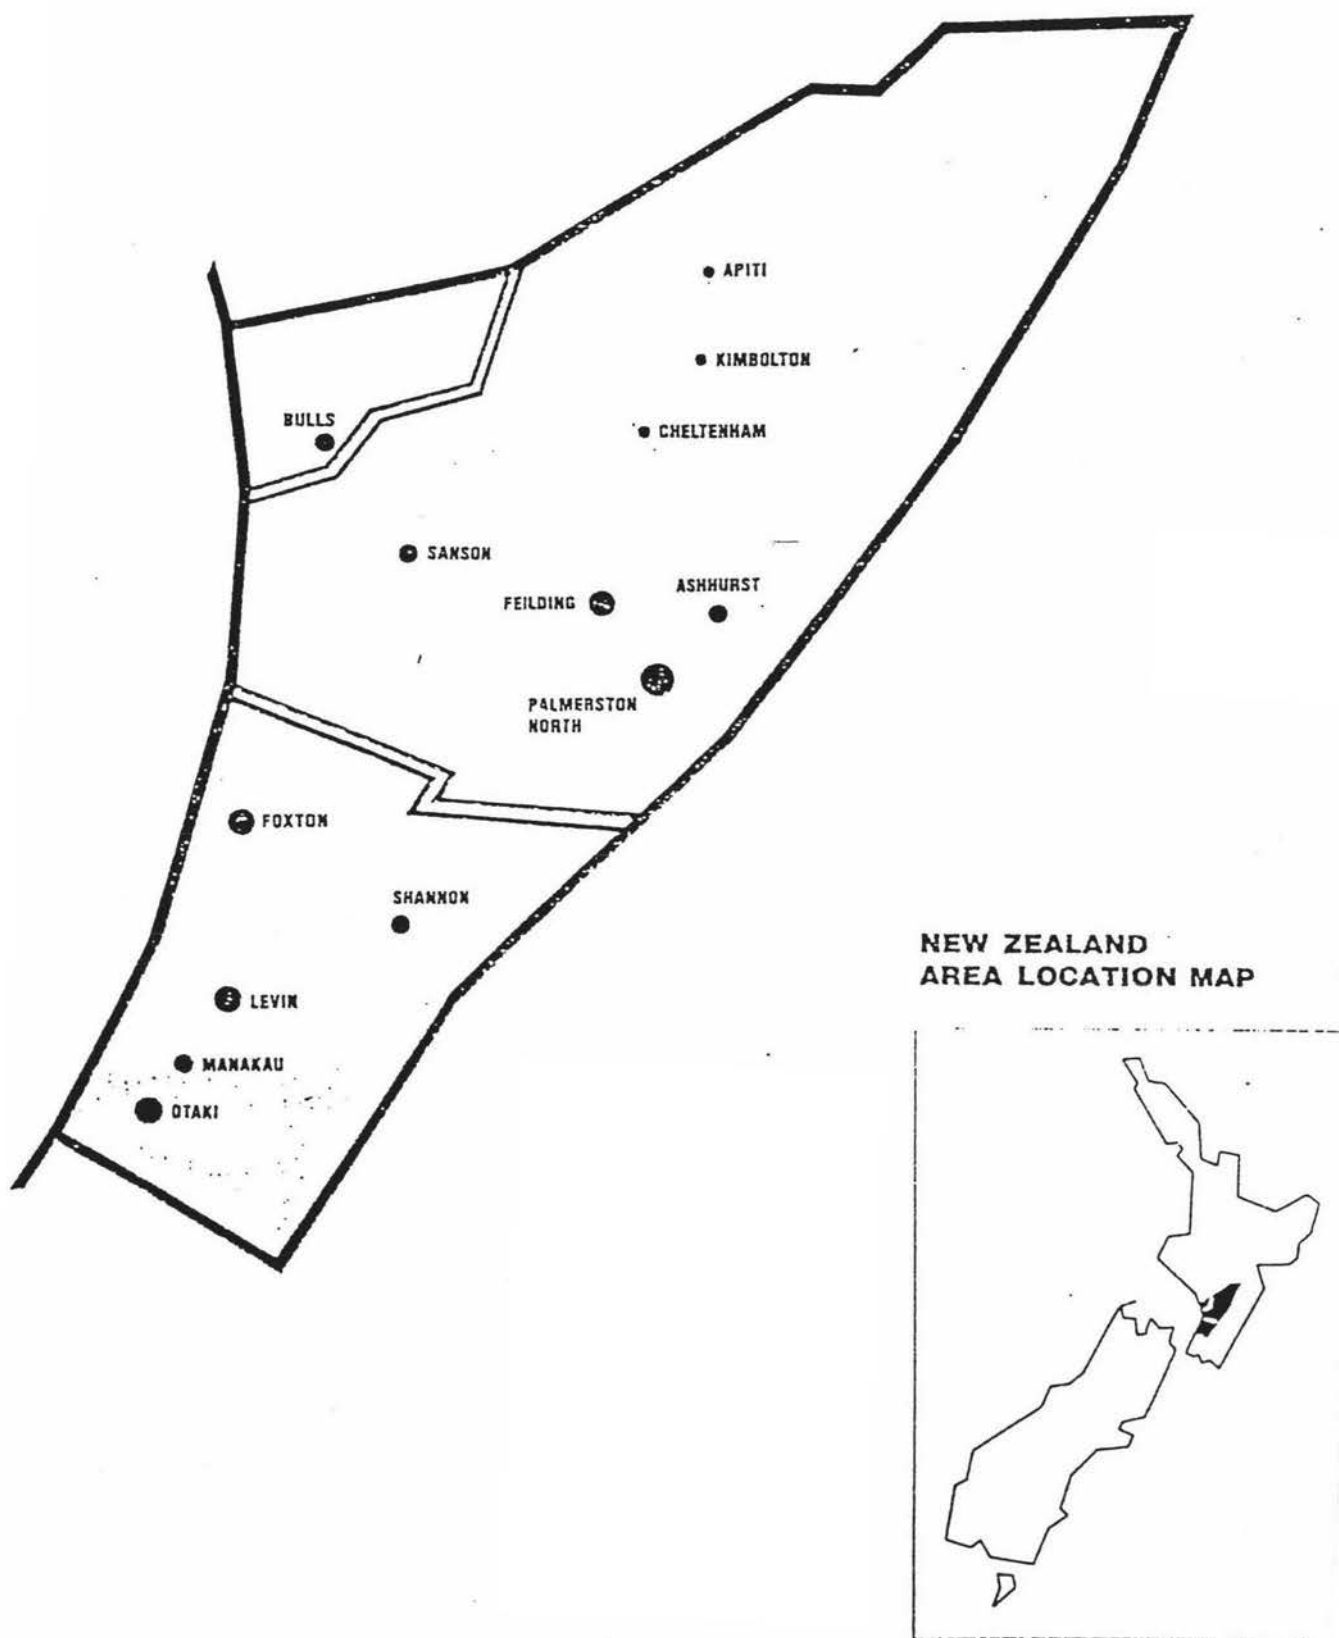 APITI
KIMBOLTON
BULLS
CHELTENHAM
SANSON
ASHHURST
FEILDING
PALMERSTON
NORTH
FOXTON
SHANNON
NEW ZEALAND
AREA LOCATION MAP
LEVIN
MANAKAU
OTAKI